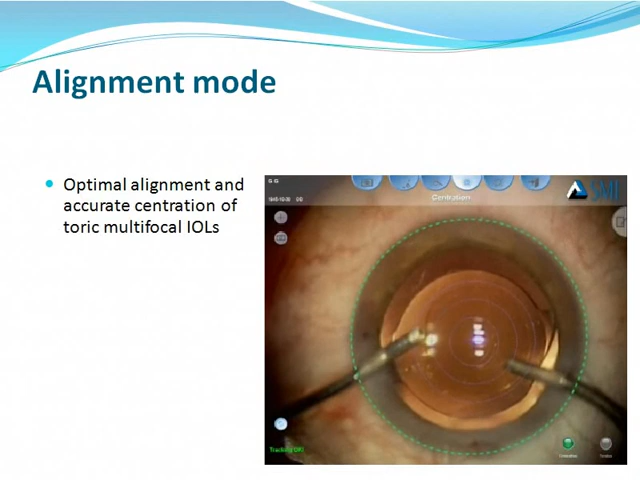 Alignment mode
Optimal alignment and
accurate centration of
toric multifocal IOLs
SMI
Centration
Tracking OK!